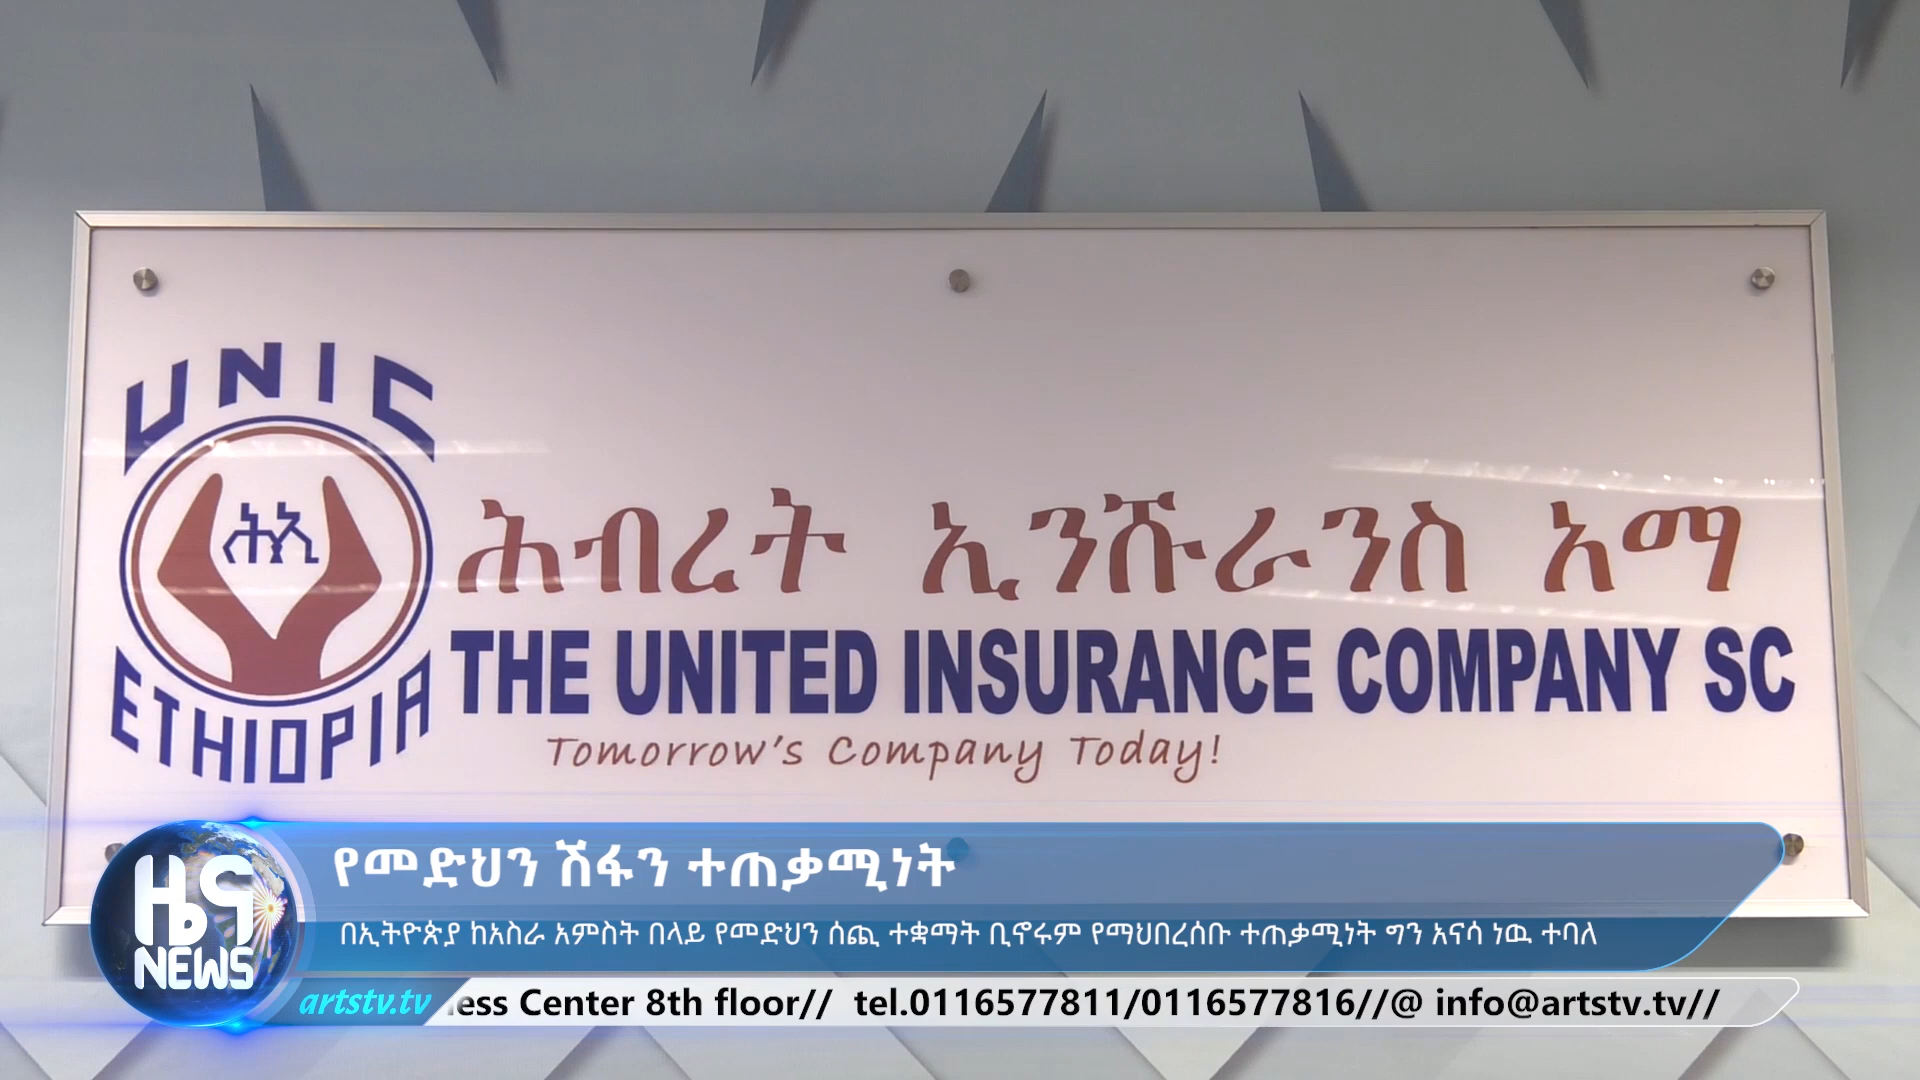 UNIC
ሕኢ
ETHIOPIA
ሕብረት ኢንሹራንስ አማ
THE UNITED INSURANCE COMPANY SC
Tomorrow's Company Today!
ዜና
NEWS
የመድህን ሽፋን ተጠቃሚነት
በኢትዮጵያ ከአስራ አምስት በላይ የመድህን ሰጪ ተቋማት ቢኖሩም የማህበረሰቡ ተጠቃሚነት ግን አናሳ ነዉ ተባለ
artstv.tv
Center 8th floor// tel.0116577811/0116577816//@ info@artstv.tv//